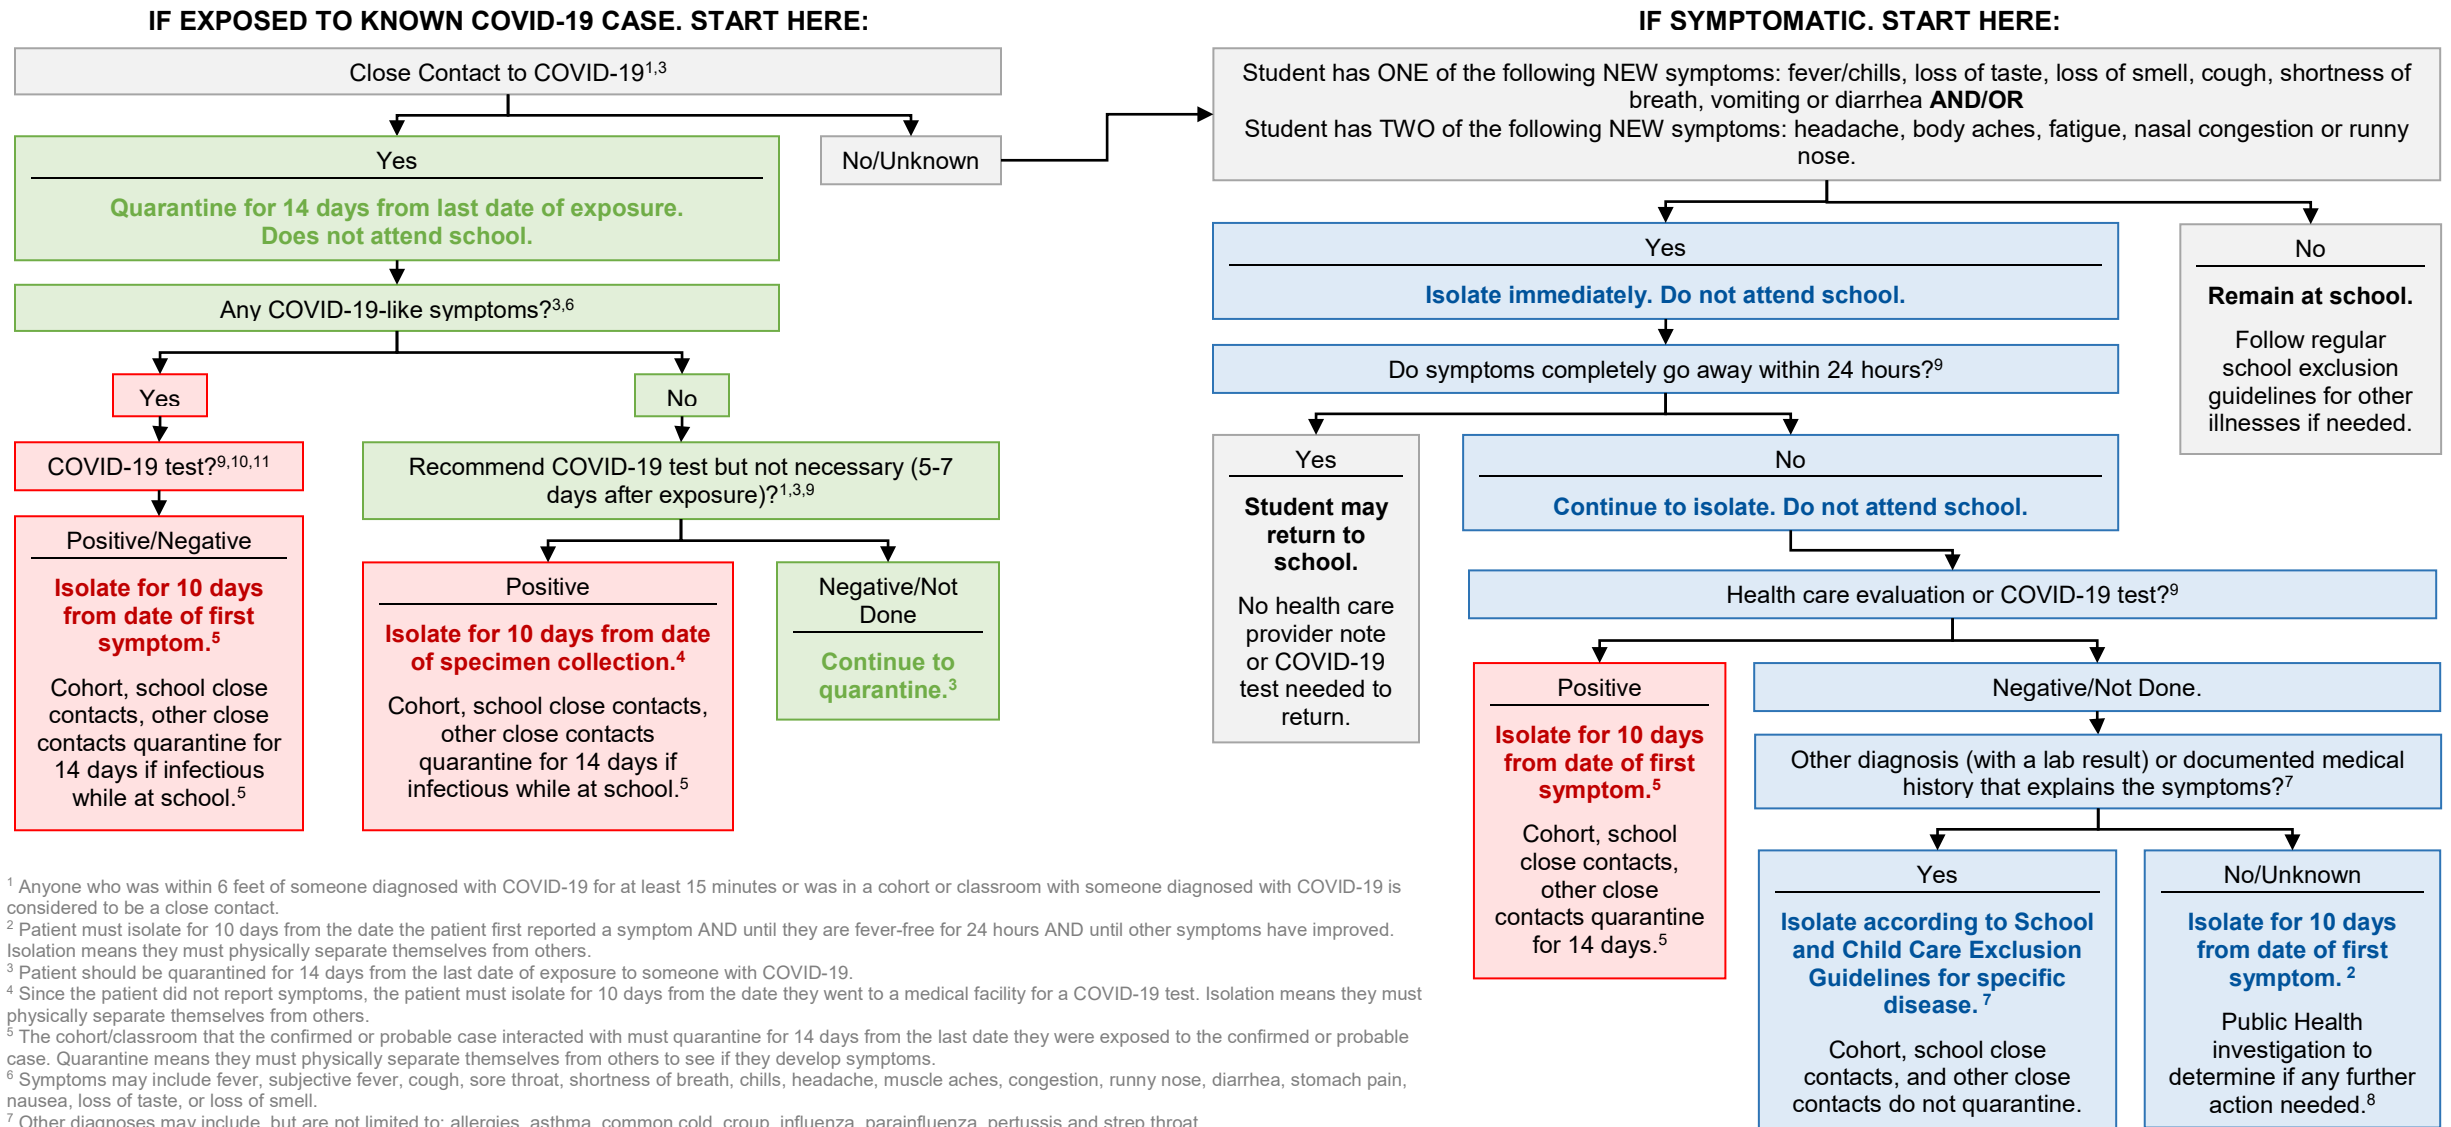 IF EXPOSED TO KNOWN COVID-19 CASE. START HERE:
Close Contact to COVID-191,3
Yes
Quarantine for 14 days from last date of exposure.
Does not attend school.
No/Unknown
Any COVID-19-like symptoms?3,6
Yes
No
COVID-19 test?9,10,11
Recommend COVID-19 test but not necessary (5-7
days after exposure)?1,3,9
Positive/Negative
Isolate for 10 days
from date of first
symptom.5
Cohort, school close
contacts, other close
contacts quarantine for
14 days if infectious
while at school.5
Positive
Isolate for 10 days from date
of specimen collection.4
Cohort, school close contacts,
other close contacts
quarantine for 14 days if
infectious while at school.5
Negative/Not
Done
Continue to
quarantine.3
IF SYMPTOMATIC. START HERE:
Student has ONE of the following NEW symptoms: fever/chills, loss of taste, loss of smell, cough, shortness of
breath, vomiting or diarrhea AND/OR
Student has TWO of the following NEW symptoms: headache, body aches, fatigue, nasal congestion or runny
nose.
Yes
Isolate immediately. Do not attend school.
No
Remain at school.
Follow regular
school exclusion
guidelines for other
illnesses if needed.
Do symptoms completely go away within 24 hours?9
Yes
Student may
return to
school.
No health care
provider note
or COVID-19
test needed to
return.
No
Continue to isolate. Do not attend school.
Health care evaluation or COVID-19 test?9
Positive
Isolate for 10 days
from date of first
symptom.5
Cohort, school
close contacts,
other close
contacts quarantine
for 14 days.5
Negative/Not Done.
Other diagnosis (with a lab result) or documented medical
history that explains the symptoms?7
Yes
Isolate according to School
and Child Care Exclusion
Guidelines for specific
disease. 7
Cohort, school close
contacts, and other close
contacts do not quarantine.
No/Unknown
Isolate for 10 days
from date of first
symptom. 2
Public Health
investigation to
determine if any further
action needed.8
1 Anyone who was within 6 feet of someone diagnosed with COVID-19 for at least 15 minutes or was in a cohort or classroom with someone diagnosed with COVID-19 is
considered to be a close contact.
2 Patient must isolate for 10 days from the date the patient first reported a symptom AND until they are fever-free for 24 hours AND until other symptoms have improved.
Isolation means they must physically separate themselves from others.
3 Patient should be quarantined for 14 days from the last date of exposure to someone with COVID-19.
4 Since the patient did not report symptoms, the patient must isolate for 10 days from the date they went to a medical facility for a COVID-19 test. Isolation means they must
physically separate themselves from others.
5 The cohort/classroom that the confirmed or probable case interacted with must quarantine for 14 days from the last date they were exposed to the confirmed or probable
case. Quarantine means they must physically separate themselves from others to see if they develop symptoms.
6 Symptoms may include fever, subjective fever, cough, sore throat, shortness of breath, chills, headache, muscle aches, congestion, runny nose, diarrhea, stomach pain,
nausea, loss of taste, or loss of smell.
7 Other diagnoses may include, but are not limited to: allergies, asthma, common cold, croup, influenza, parainfluenza, pertussis and strep throat.